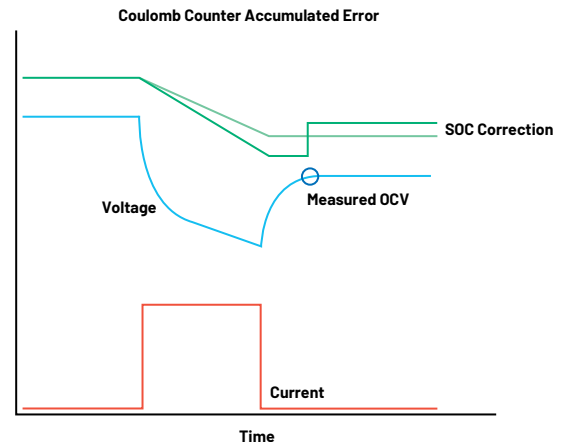 Coulomb Counter Accumulated Error
SOC Correction
Measured OCV
Voltage
Current
Time